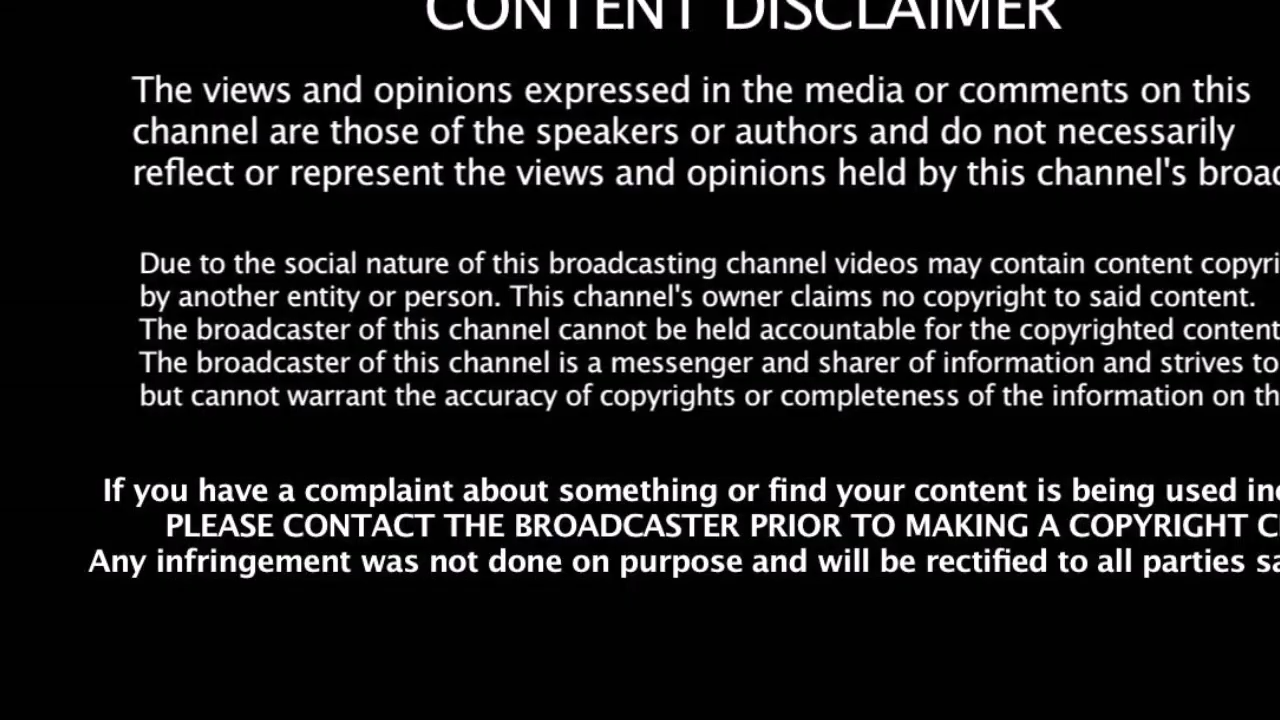 CONTENT DISCLAIMER
The views and opinions expressed in the media or comments on this
channel are those of the speakers or authors and do not necessarily
reflect or represent the views and opinions held by this channel's
Due to the social nature of this broadcasting channel videos may contain content
by another entity or person. This channel's owner claims no copyright to said content.
The broadcaster of this channel cannot be held accountable for the copyrighted content
The broadcaster of this channel is a messenger and sharer of information and strives to
but cannot warrant the accuracy of copyrights or completeness of the information on
If you have a complaint about something or find your content is being used
PLEASE CONTACT THE BROADCASTER PRIOR TO MAKING A COPYRIGHT
Any infringement was not done on purpose and will be rectified to all parties